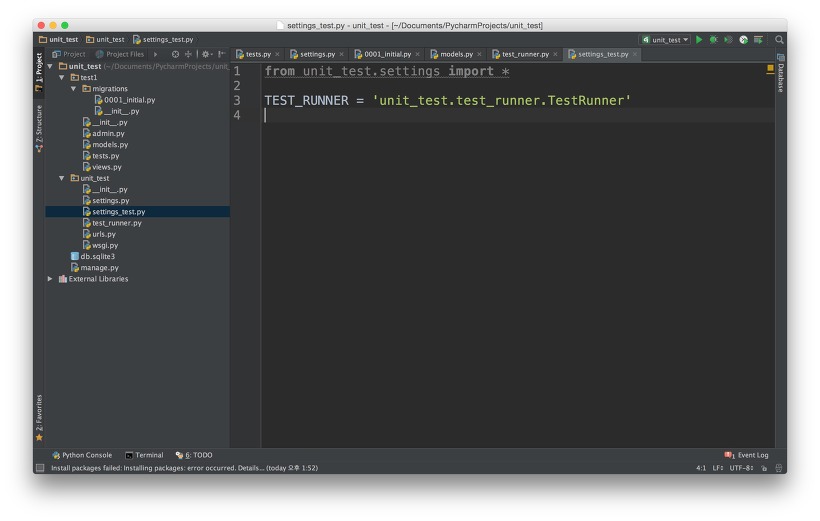 settings_test.py - unit_test - [~/Documents/PycharmProjects/unit_test]
unit_test unit_test settings_test.py unit_test
Project Project Files tests.py settings.py 0001_initial.py models.py test_runner.py settings_test.py
1: Project
Z: Structure
2: Favorites
Database
unit_test (~/Documents/PycharmProjects/unit_
test1
migrations
0001_initial.py
__init__.py
__init__.py
admin.py
models.py
tests.py
views.py
unit_test
__init__.py
settings.py
settings_test.py
test_runner.py
urls.py
wsgi.py
db.sqlite3
manage.py
External Libraries
1 from unit_test.settings import *
2
3 TEST_RUNNER = 'unit_test.test_runner.TestRunner'
4
Python Console Terminal 6: TODO 1 Event Log
Install packages failed: Installing packages: error occurred. Details... (today 오후 1:52) 4:1 LF UTF-8